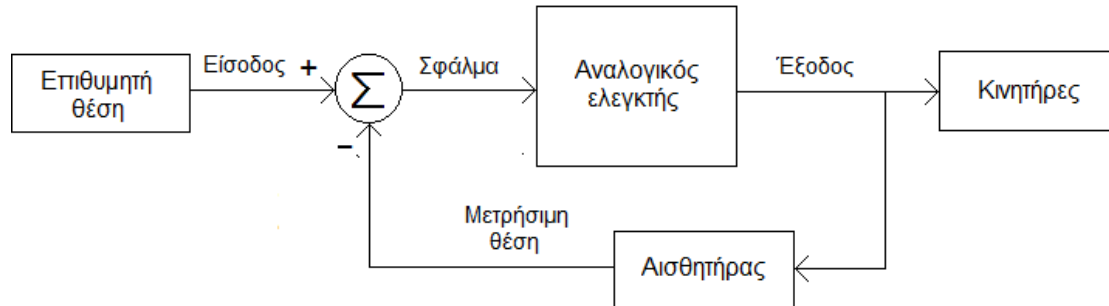 Επιθυμητή
θέση
Είσοδος +
Σ
Σφάλμα
Αναλογικός
ελεγκτής
Έξοδος
Κινητήρες
−
Μετρήσιμη
θέση
Αισθητήρας